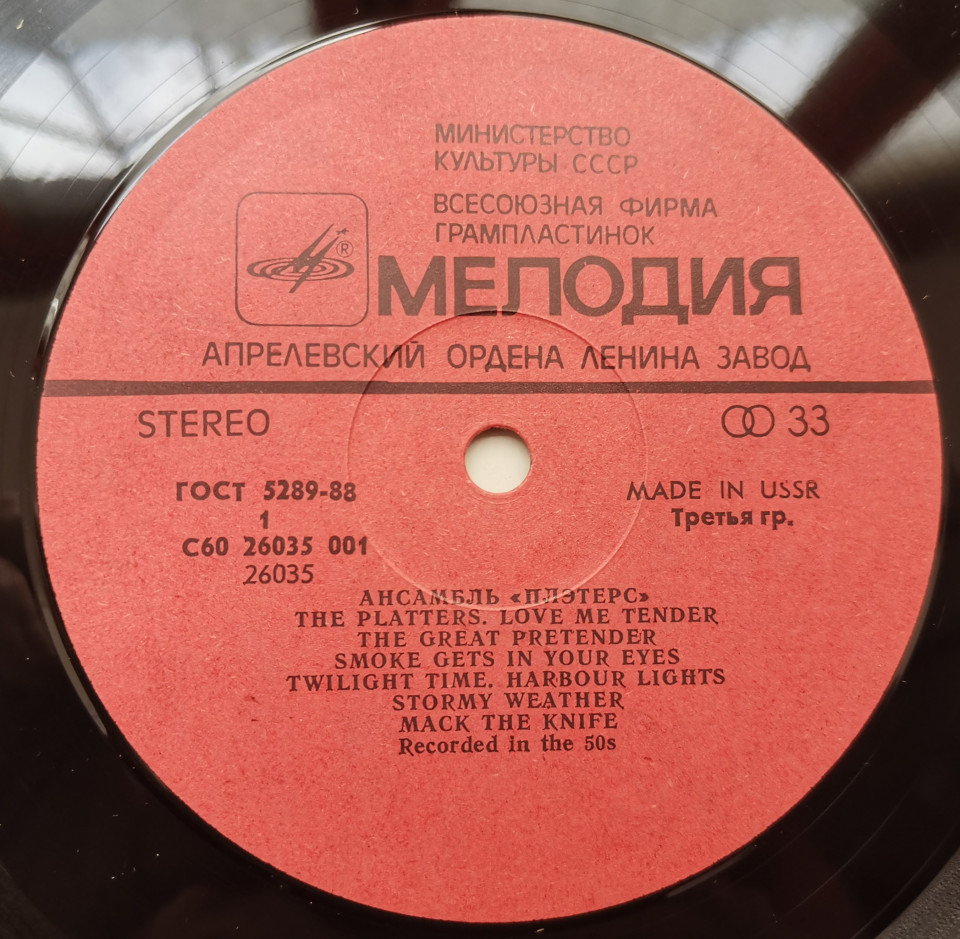 МИНИСТЕРСТВО
КУЛЬТУРЫ СССР
ВСЕСОЮЗНАЯ ФИРМА
ГРАМПЛАСТИНОК
®
МЕЛОДИЯ
АПРЕЛЕВСКИЙ ОРДЕНА ЛЕНИНА ЗАВОД
STEREO
33
ГОСТ 5289-88
1
С60 26035 001
26035
MADE IN USSR
Третья гр.
АНСАМБЛЬ «ПЛЭТЕРС»
THE PLATTERS. LOVE ME TENDER
THE GREAT PRETENDER
SMOKE GETS IN YOUR EYES
TWILIGHT TIME. HARBOUR LIGHTS
STORMY WEATHER
MACK THE KNIFE
Recorded in the 50s